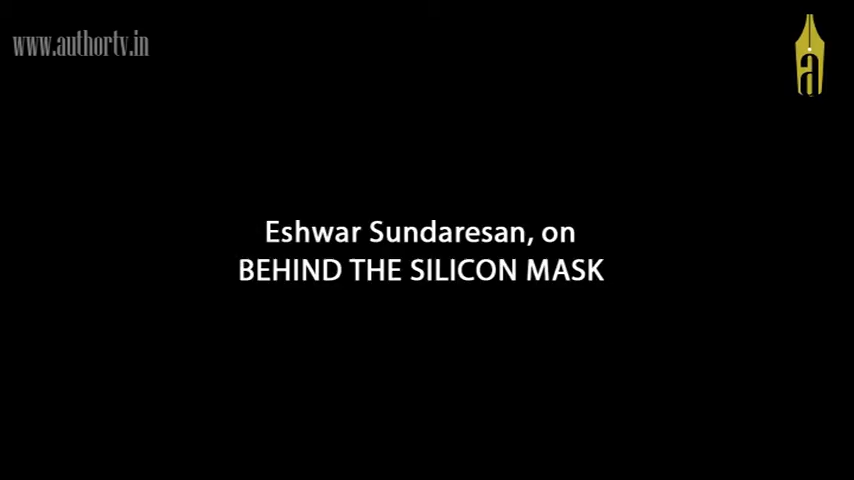 www.authortv.in
a
Eshwar Sundaresan, on
BEHIND THE SILICON MASK